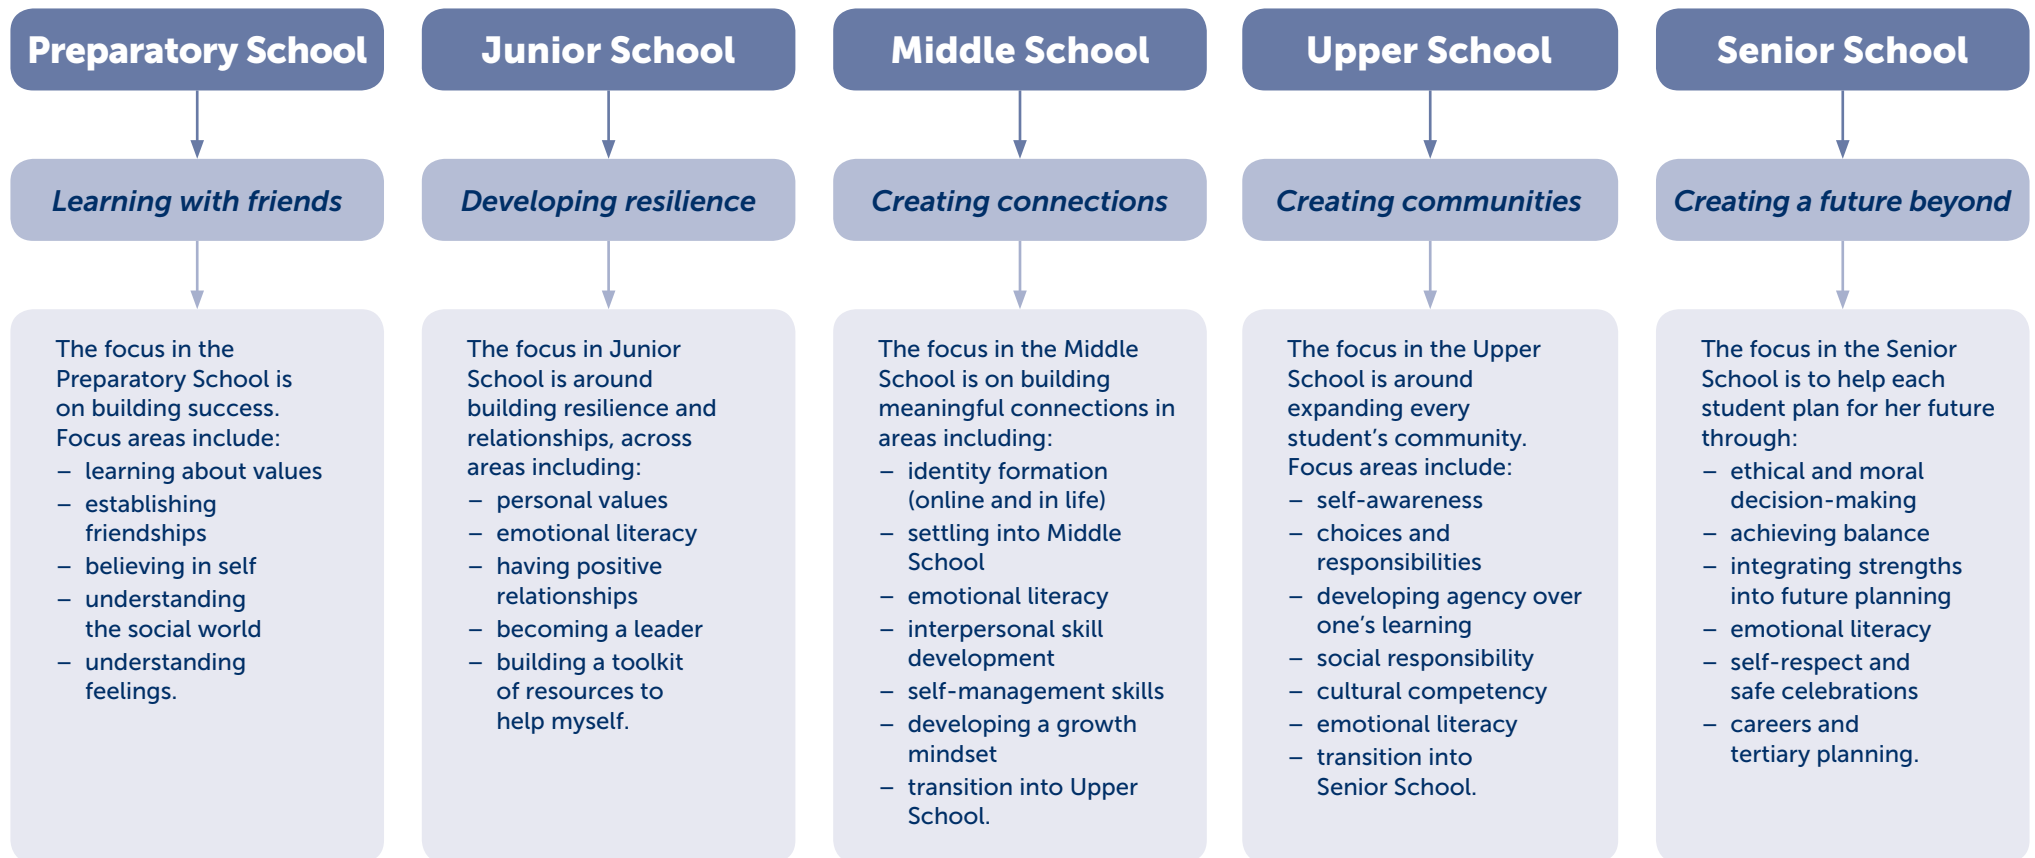 Preparatory School
Learning with friends
The focus in the
Preparatory School is
on building success.
Focus areas include:
– learning about values
– establishing
friendships
– believing in self
– understanding
the social world
– understanding
feelings.
Junior School
Developing resilience
The focus in Junior
School is around
building resilience and
relationships, across
areas including:
– personal values
– emotional literacy
– having positive
relationships
– becoming a leader
– building a toolkit
of resources to
help myself.
Middle School
Creating connections
The focus in the Middle
School is on building
meaningful connections in
areas including:
– identity formation
(online and in life)
– settling into Middle
School
– emotional literacy
– interpersonal skill
development
– self-management skills
– developing a growth
mindset
– transition into Upper
School.
Upper School
Creating communities
The focus in the Upper
School is around
expanding every
student’s community.
Focus areas include:
– self-awareness
– choices and
responsibilities
– developing agency over
one’s learning
– social responsibility
– cultural competency
– emotional literacy
– transition into
Senior School.
Senior School
Creating a future beyond
The focus in the Senior
School is to help each
student plan for her future
through:
– ethical and moral
decision-making
– achieving balance
– integrating strengths
into future planning
– emotional literacy
– self-respect and
safe celebrations
– careers and
tertiary planning.